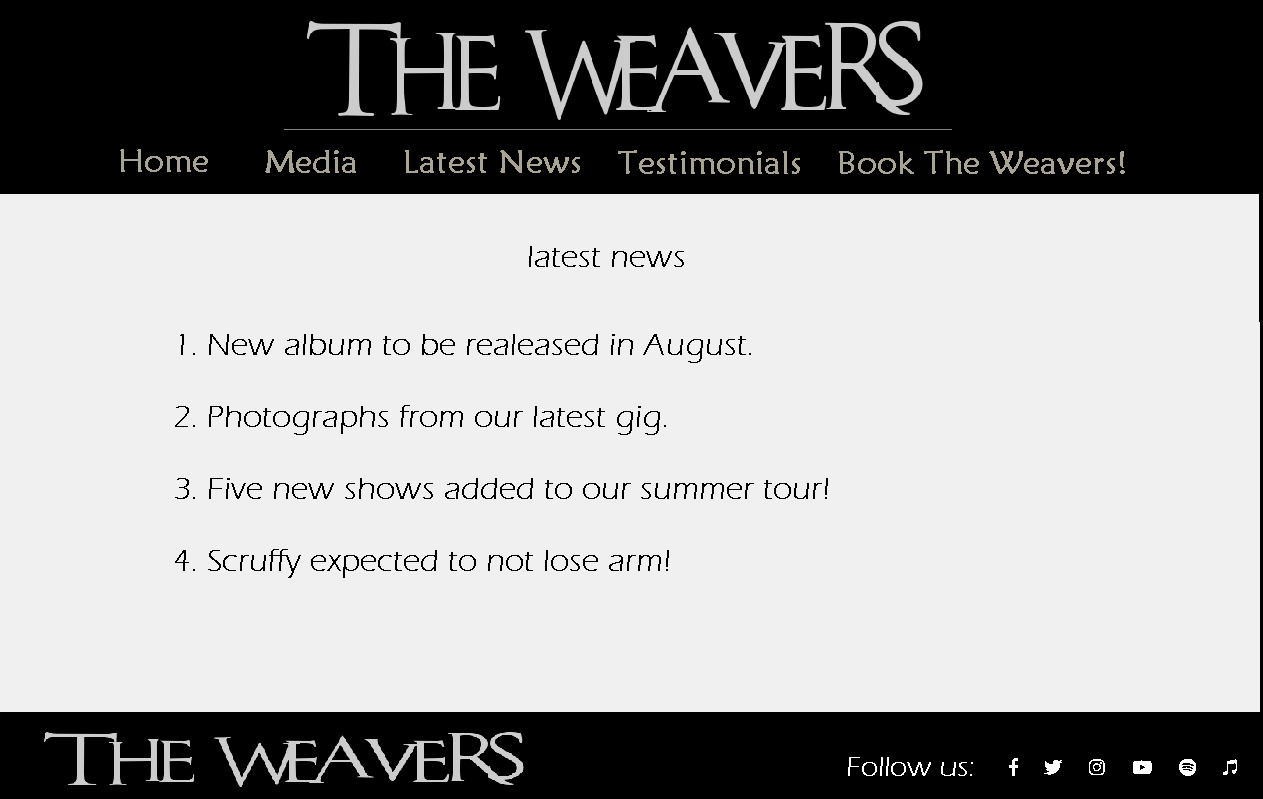 THE WEAVERS
Home Media Latest News Testimonials Book The Weavers!
latest news
1. New album to be realeased in August.
2. Photographs from our latest gig.
3. Five new shows added to our summer tour!
4. Scruffy expected to not lose arm!
THE WEAVERS
Follow us: